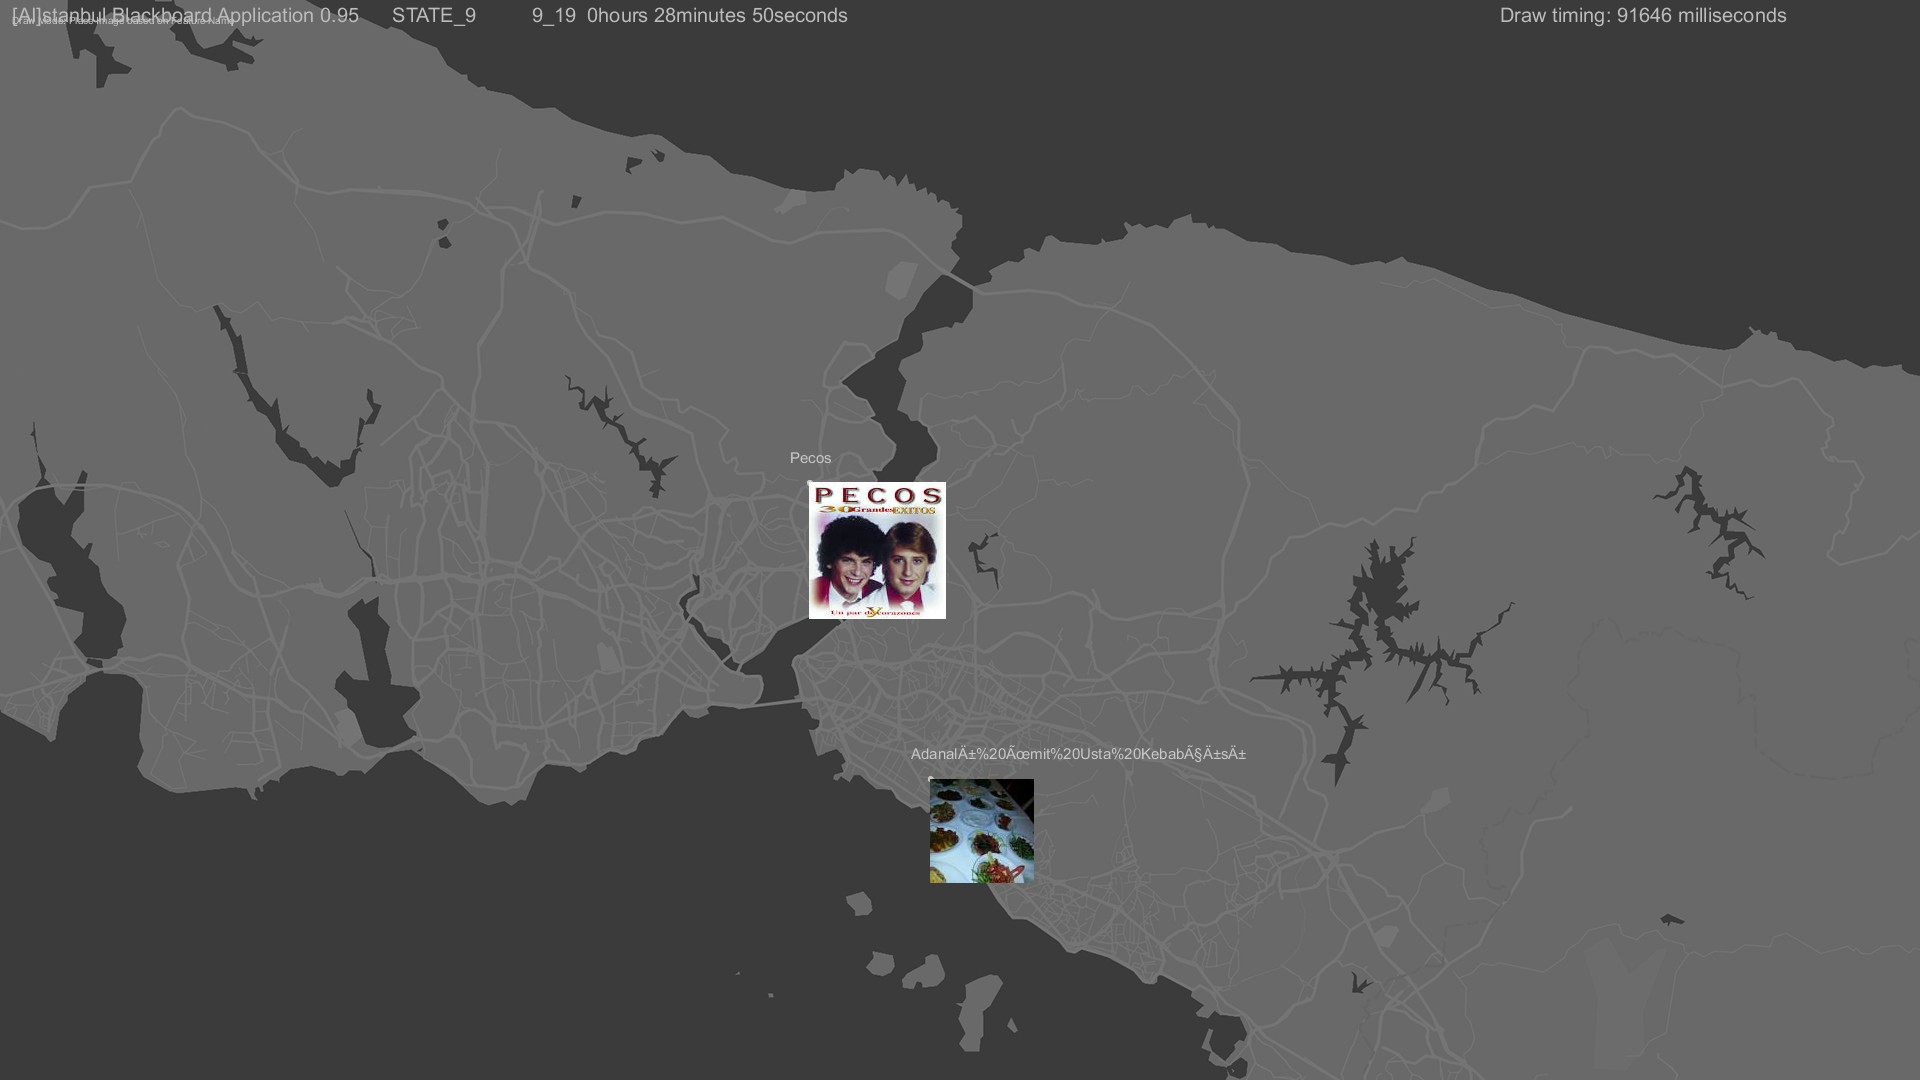 [AI]stanbul Blackboard Application 0.95 STATE_9 9_19 0hours 28minutes 50seconds Draw timing: 91646 milliseconds
Pecos
PECOS
30 Grandes EXITOS
Un par de corazones
AdanalÄ±%20Ãœmit%20Usta%20KebabÃ§Ä±sÄ±